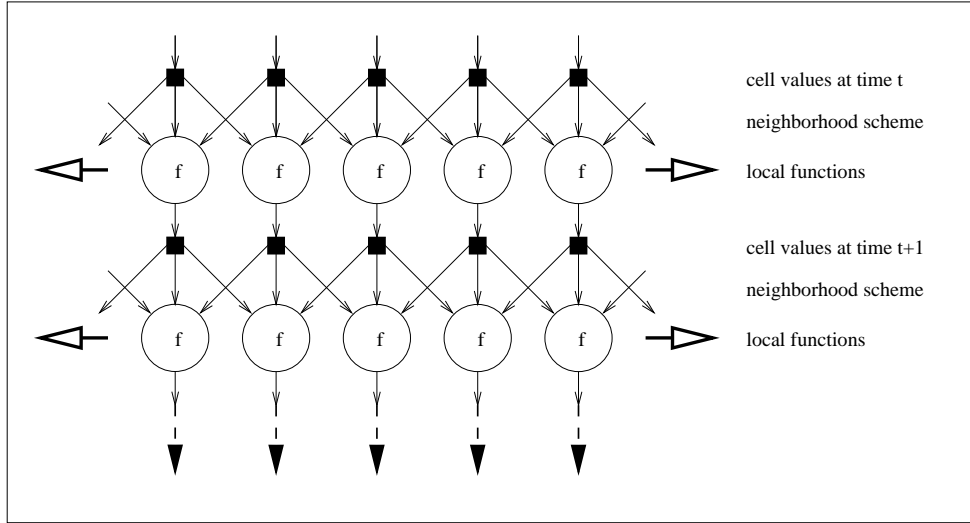 cell values at time t
neighborhood scheme
f f f f f local functions
cell values at time t+1
neighborhood scheme
f f f f f local functions